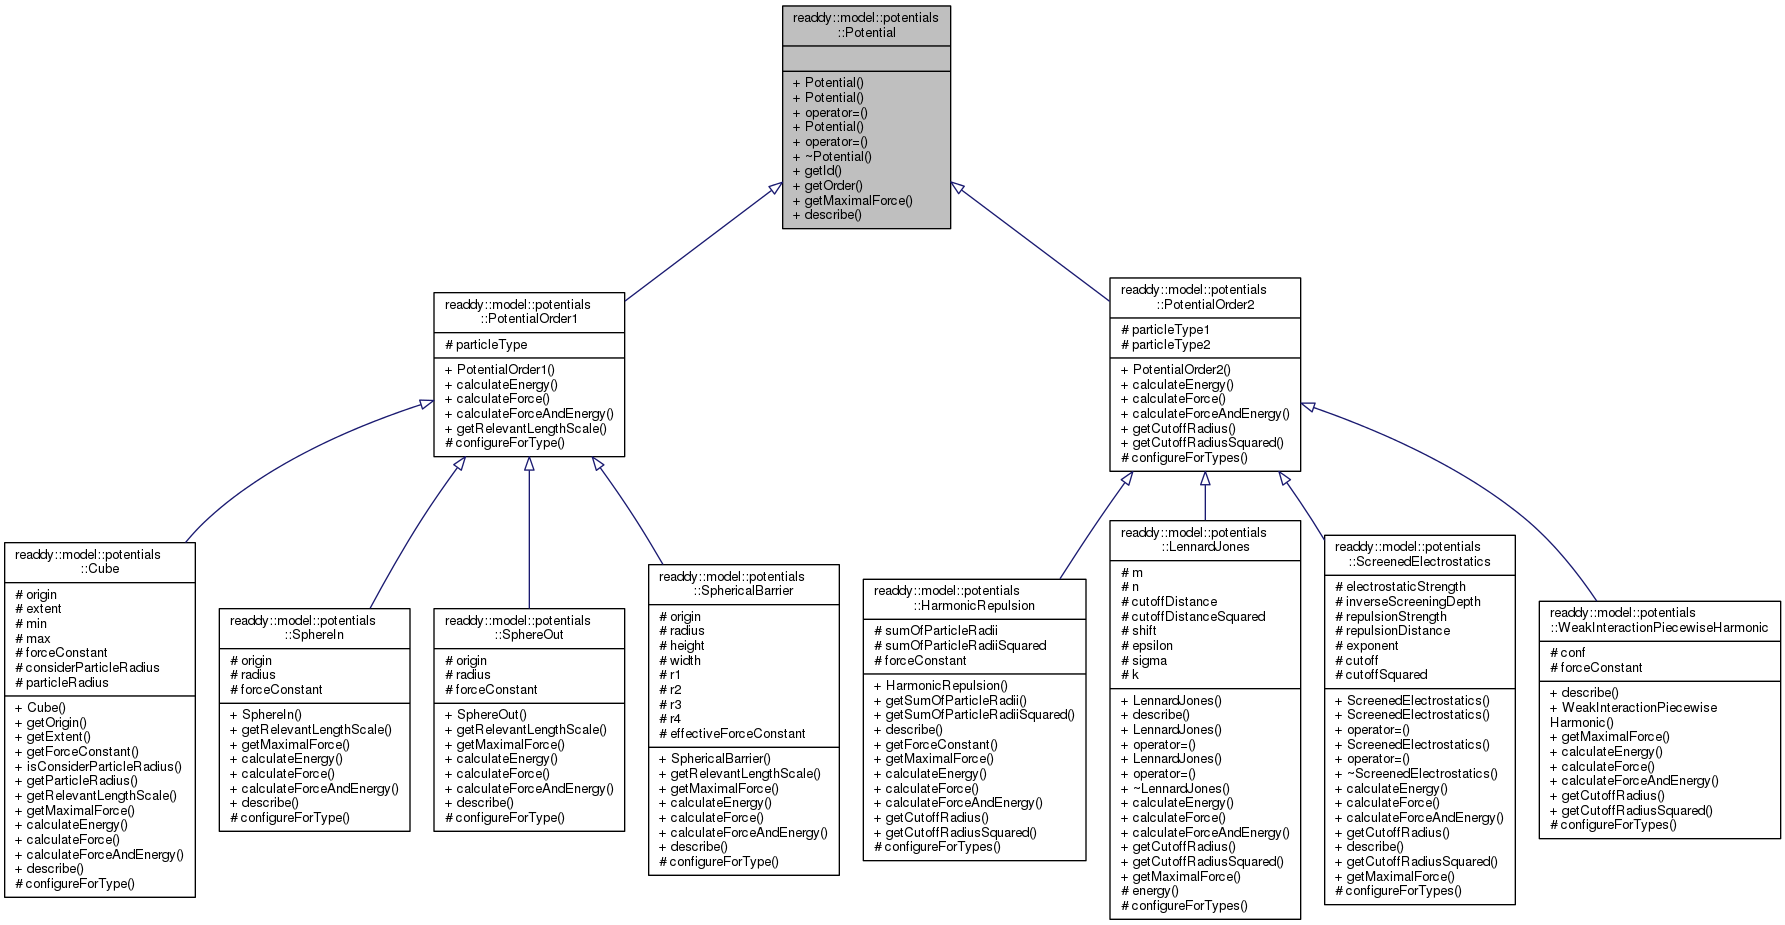 readdy::model::potentials
::Potential
+ Potential()
+ Potential()
+ operator=()
+ Potential()
+ operator=()
+ ~Potential()
+ getId()
+ getOrder()
+ getMaximalForce()
+ describe()
readdy::model::potentials
::PotentialOrder1
# particleType
+ PotentialOrder1()
+ calculateEnergy()
+ calculateForce()
+ calculateForceAndEnergy()
+ getRelevantLengthScale()
# configureForType()
readdy::model::potentials
::PotentialOrder2
# particleType1
# particleType2
+ PotentialOrder2()
+ calculateEnergy()
+ calculateForce()
+ calculateForceAndEnergy()
+ getCutoffRadius()
+ getCutoffRadiusSquared()
# configureForTypes()
readdy::model::potentials
::Cube
# origin
# extent
# min
# max
# forceConstant
# considerParticleRadius
# particleRadius
+ Cube()
+ getOrigin()
+ getExtent()
+ getForceConstant()
+ isConsiderParticleRadius()
+ getParticleRadius()
+ getRelevantLengthScale()
+ getMaximalForce()
+ calculateEnergy()
+ calculateForce()
+ calculateForceAndEnergy()
+ describe()
# configureForType()
readdy::model::potentials
::SphereIn
# origin
# radius
# forceConstant
+ SphereIn()
+ getRelevantLengthScale()
+ getMaximalForce()
+ calculateEnergy()
+ calculateForce()
+ calculateForceAndEnergy()
+ describe()
# configureForType()
readdy::model::potentials
::SphereOut
# origin
# radius
# forceConstant
+ SphereOut()
+ getRelevantLengthScale()
+ getMaximalForce()
+ calculateEnergy()
+ calculateForce()
+ calculateForceAndEnergy()
+ describe()
# configureForType()
readdy::model::potentials
::SphericalBarrier
# origin
# radius
# height
# width
# r1
# r2
# r3
# r4
# effectiveForceConstant
+ SphericalBarrier()
+ getRelevantLengthScale()
+ getMaximalForce()
+ calculateEnergy()
+ calculateForce()
+ calculateForceAndEnergy()
+ describe()
# configureForType()
readdy::model::potentials
::HarmonicRepulsion
# sumOfParticleRadii
# sumOfParticleRadiiSquared
# forceConstant
+ HarmonicRepulsion()
+ getSumOfParticleRadii()
+ getSumOfParticleRadiiSquared()
+ describe()
+ getForceConstant()
+ getMaximalForce()
+ calculateEnergy()
+ calculateForce()
+ calculateForceAndEnergy()
+ getCutoffRadius()
+ getCutoffRadiusSquared()
# configureForTypes()
readdy::model::potentials
::LennardJones
# m
# n
# cutoffDistance
# cutoffDistanceSquared
# shift
# epsilon
# sigma
# k
+ LennardJones()
+ describe()
+ LennardJones()
+ operator=()
+ LennardJones()
+ operator=()
+ ~LennardJones()
+ calculateEnergy()
+ calculateForce()
+ calculateForceAndEnergy()
+ getCutoffRadius()
+ getCutoffRadiusSquared()
+ getMaximalForce()
# energy()
# configureForTypes()
readdy::model::potentials
::ScreenedElectrostatics
# electrostaticStrength
# inverseScreeningDepth
# repulsionStrength
# repulsionDistance
# exponent
# cutoff
# cutoffSquared
+ ScreenedElectrostatics()
+ ScreenedElectrostatics()
+ operator=()
+ ScreenedElectrostatics()
+ operator=()
+ ~ScreenedElectrostatics()
+ calculateEnergy()
+ calculateForce()
+ calculateForceAndEnergy()
+ getCutoffRadius()
+ describe()
+ getCutoffRadiusSquared()
+ getMaximalForce()
# configureForTypes()
readdy::model::potentials
::WeakInteractionPiecewiseHarmonic
# conf
# forceConstant
+ describe()
+ WeakInteractionPiecewise
Harmonic()
+ getMaximalForce()
+ calculateEnergy()
+ calculateForce()
+ calculateForceAndEnergy()
+ getCutoffRadius()
+ getCutoffRadiusSquared()
# configureForTypes()